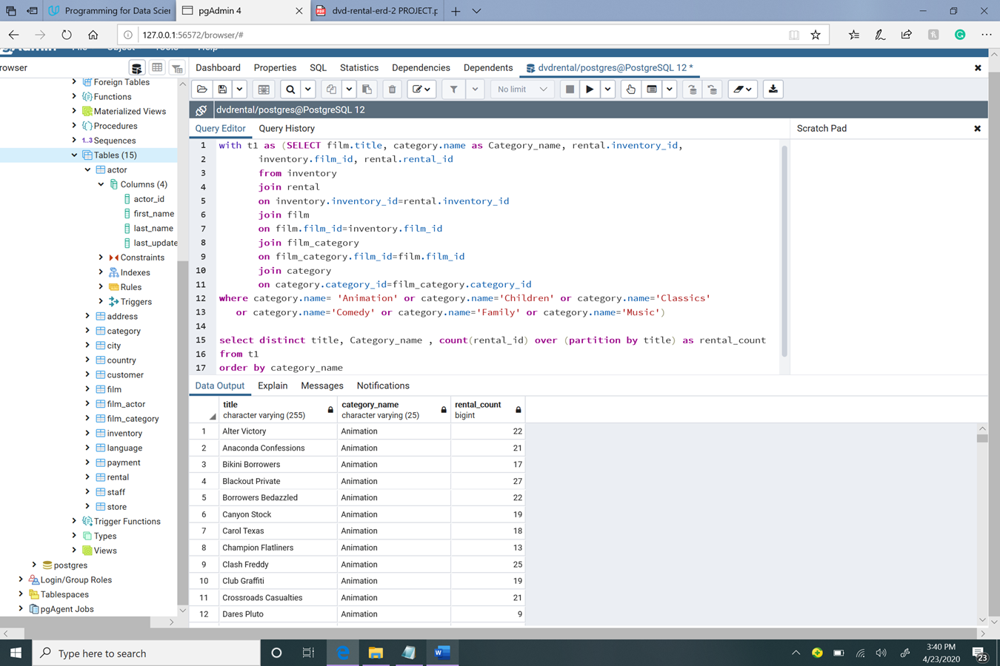 Programming for Data Scien
pgAdmin 4
dvd-rental-erd-2 PROJECT.p
127.0.0.1:56572/browser/#
rowser
Dashboard
Properties
SQL
Statistics
Dependencies
Dependents
dvdrental/postgres@PostgreSQL 12 *
No limit
dvdrental/postgres@PostgreSQL 12
Query Editor
Query History
Scratch Pad
Foreign Tables
Functions
Materialized Views
Procedures
1..3 Sequences
Tables (15)
actor
Columns (4)
actor_id
first_name
last_name
last_update
Constraints
Indexes
Rules
Triggers
address
category
city
country
customer
film
film_actor
film_category
inventory
language
payment
rental
staff
store
Trigger Functions
Types
Views
postgres
Login/Group Roles
Tablespaces
pgAgent Jobs
1 with t1 as (SELECT film.title, category.name as Category_name, rental.inventory_id,
2 inventory.film_id, rental.rental_id
3 from inventory
4 join rental
5 on inventory.inventory_id=rental.inventory_id
6 join film
7 on film.film_id=inventory.film_id
8 join film_category
9 on film_category.film_id=film.film_id
10 join category
11 on category.category_id=film_category.category_id
12 where category.name= 'Animation' or category.name='Children' or category.name='Classics'
13 or category.name='Comedy' or category.name='Family' or category.name='Music')
14
15 select distinct title, Category_name , count(rental_id) over (partition by title) as rental_count
16 from t1
17 order by category_name
Data Output
Explain
Messages
Notifications
title character varying (255)
category_name character varying (25)
rental_count bigint
1 Alter Victory Animation 22
2 Anaconda Confessions Animation 21
3 Bikini Borrowers Animation 17
4 Blackout Private Animation 27
5 Borrowers Bedazzled Animation 22
6 Canyon Stock Animation 19
7 Carol Texas Animation 18
8 Champion Flatliners Animation 13
9 Clash Freddy Animation 25
10 Club Graffiti Animation 19
11 Crossroads Casualties Animation 21
12 Dares Pluto Animation 9
Type here to search
3:40 PM
4/23/2020
23